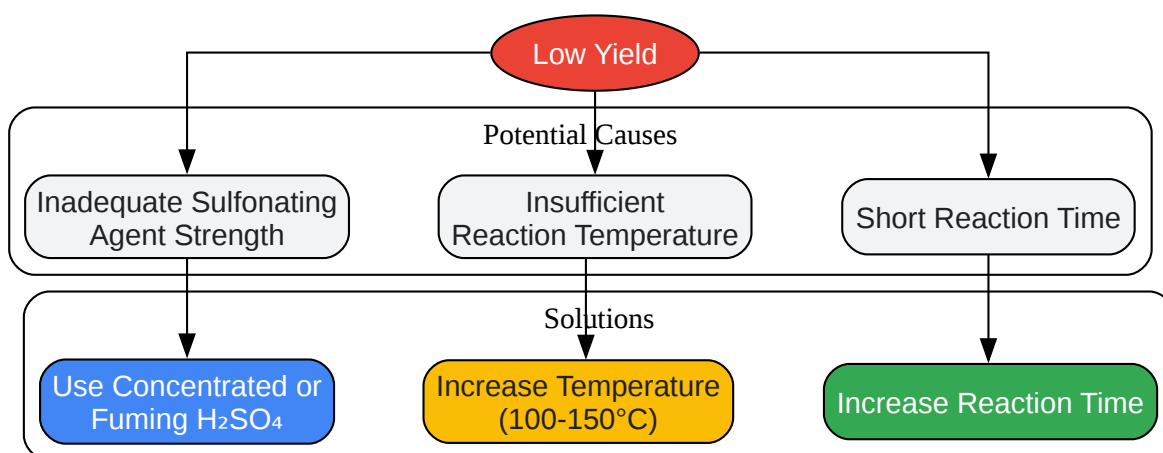 Low Yield
Potential Causes
Inadequate Sulfonating
Agent Strength
Insufficient
Reaction Temperature
Short Reaction Time
Solutions
Use Concentrated or
Fuming H₂SO₄
Increase Temperature
(100-150°C)
Increase Reaction Time